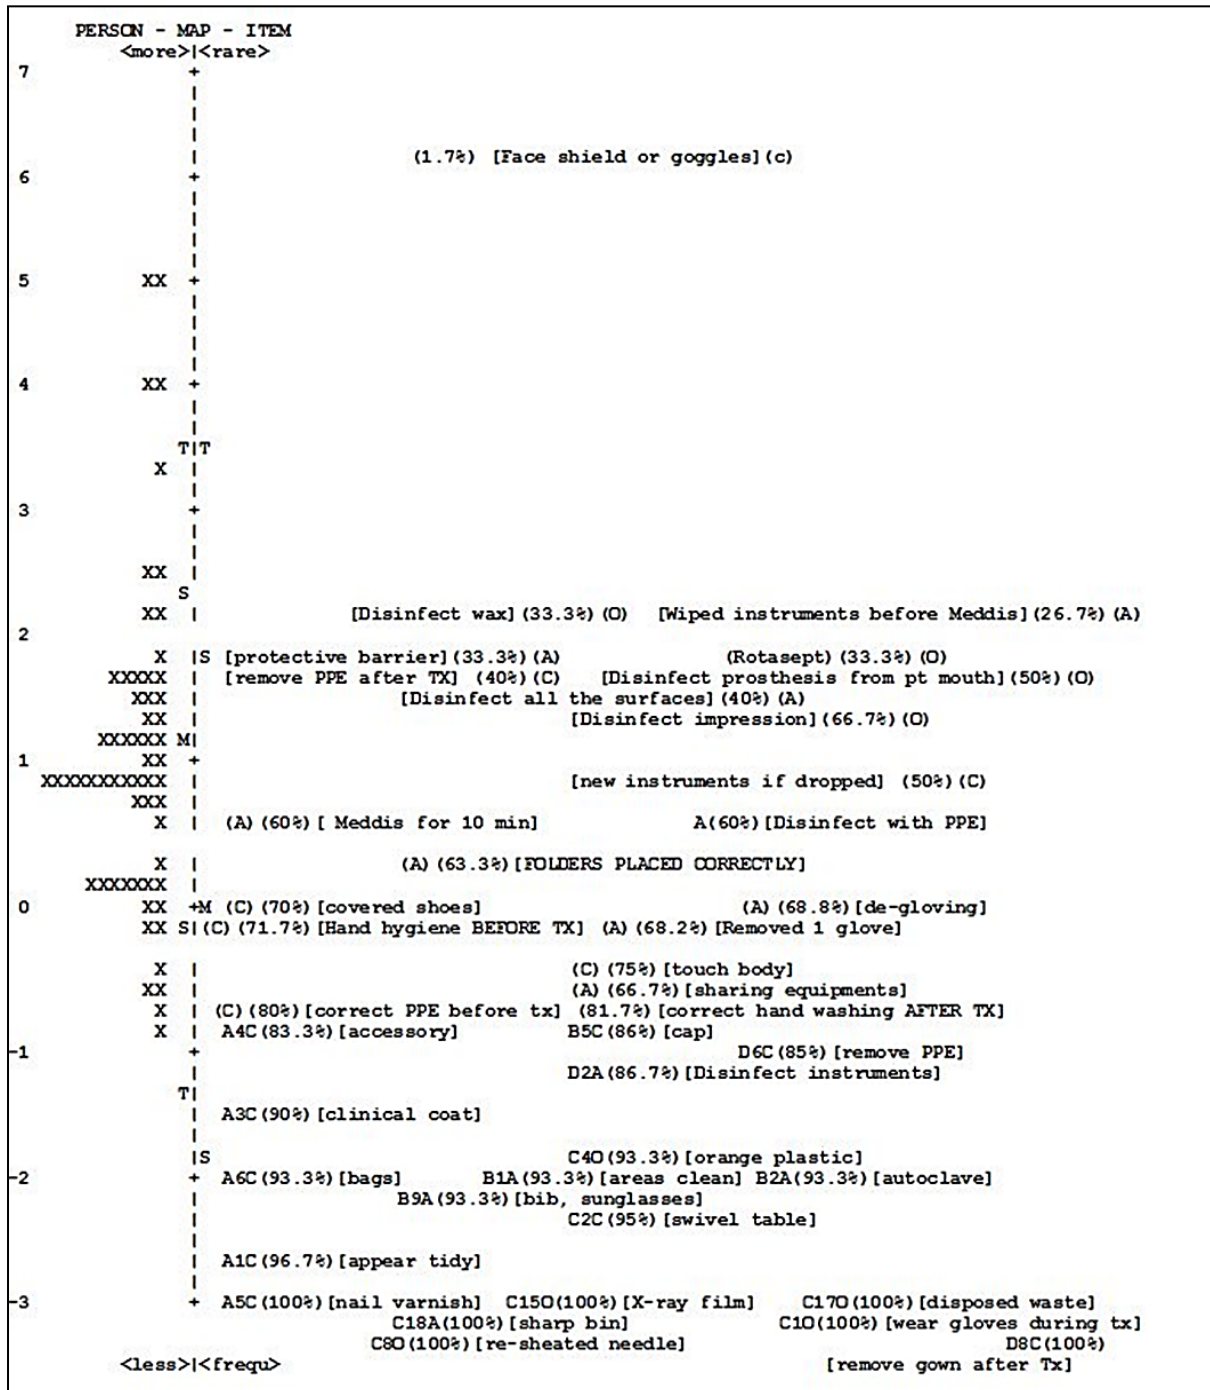 PERSON - MAP - ITEM
<more>|<rare>
7 +
|
|
|
| (1.7%) [Face shield or goggles](c)
6 +
|
|
|
|
5 XX +
|
|
|
|
4 XX +
|
|
T|T
X |
|
3 +
|
|
XX |
S
XX | [Disinfect wax](33.3%)(O) [Wiped instruments before Meddis](26.7%)(A)
2
X |S [protective barrier](33.3%)(A) (Rotasept)(33.3%)(O)
XXXXX | [remove PPE after TX] (40%)(C) [Disinfect prosthesis from pt mouth](50%)(O)
XXX | [Disinfect all the surfaces](40%)(A)
XX | [Disinfect impression](66.7%)(O)
XXXXXX M|
1 XX +
XXXXXXXXXXX | [new instruments if dropped] (50%)(C)
XXX |
X | (A)(60%)[ Meddis for 10 min] A(60%)[Disinfect with PPE]
X | (A)(63.3%)[FOLDERS PLACED CORRECTLY]
XXXXXXX |
0 XX +M (C)(70%)[covered shoes] (A)(68.8%)[de-gloving]
XX S|(C)(71.7%)[Hand hygiene BEFORE TX] (A)(68.2%)[Removed 1 glove]
X | (C)(75%)[touch body]
XX | (A)(66.7%)[sharing equipments]
X | (C)(80%)[correct PPE before tx] (81.7%)[correct hand washing AFTER TX]
X | A4C(83.3%)[accessory] B5C(86%)[cap]
-1 + D6C(85%)[remove PPE]
| D2A(86.7%)[Disinfect instruments]
T|
| A3C(90%)[clinical coat]
|
|S C4O(93.3%)[orange plastic]
-2 + A6C(93.3%)[bags] B1A(93.3%)[areas clean] B2A(93.3%)[autoclave]
| B9A(93.3%)[bib, sunglasses]
| C2C(95%)[swivel table]
|
| A1C(96.7%)[appear tidy]
|
-3 + A5C(100%)[nail varnish] C15O(100%)[X-ray film] C17O(100%)[disposed waste]
C18A(100%)[sharp bin] C1O(100%)[wear gloves during tx]
C8O(100%)[re-sheated needle] D8C(100%)
<less>|<frequ> [remove gown after Tx]